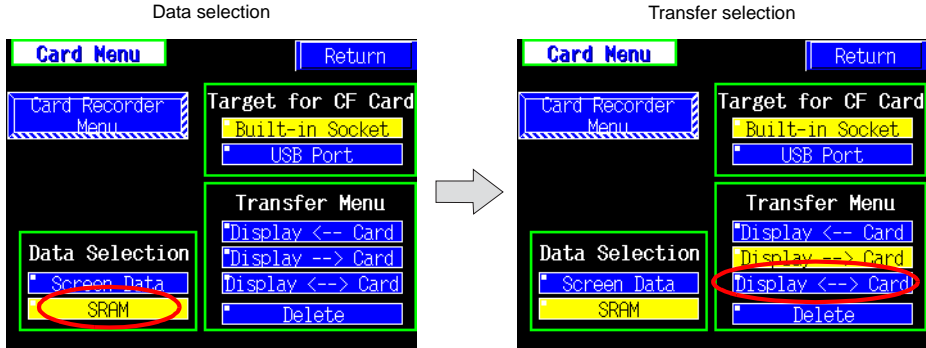 Data selection
Card Menu
Return
Card Recorder
Menu
Target for CF Card
Built-in Socket
USB Port
Transfer Menu
Display <-- Card
Display --> Card
Display <--> Card
Delete
Data Selection
Screen Data
SRAM
Transfer selection
Card Menu
Return
Card Recorder
Menu
Target for CF Card
Built-in Socket
USB Port
Transfer Menu
Display <-- Card
Display --> Card
Display <--> Card
Delete
Data Selection
Screen Data
SRAM